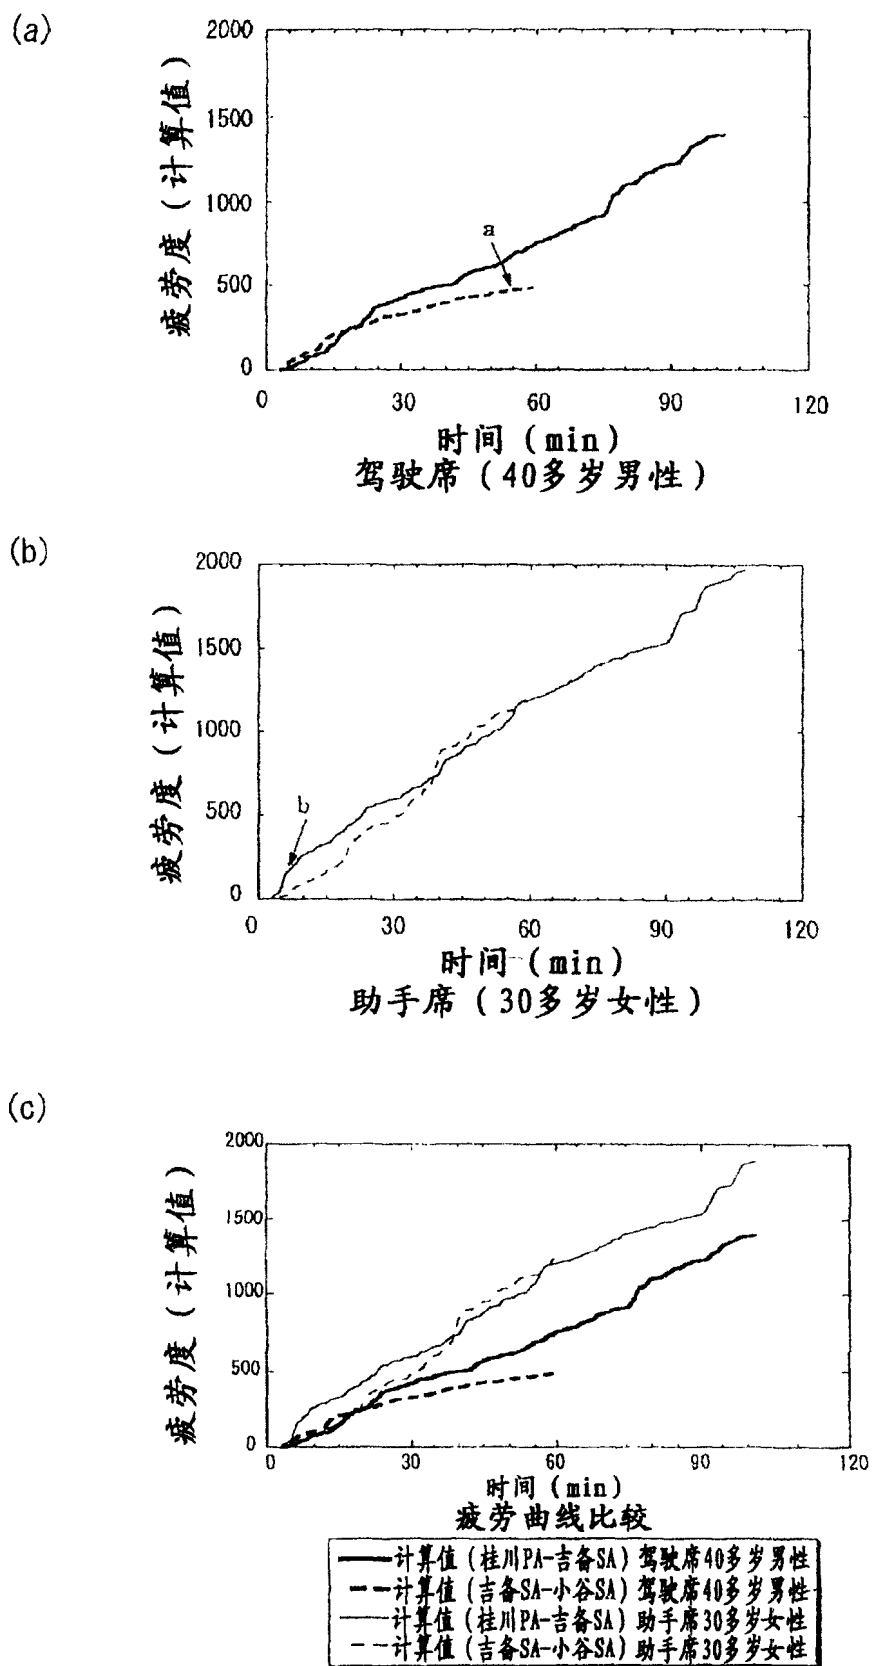 (a)
疲劳度(计算值)
2000
1500
1000
500
0
a
0 30 60 90 120
时间(min)
驾驶席(40多岁男性)
(b)
疲劳度(计算值)
2000
1500
1000
500
0
b
0 30 60 90 120
时间(min)
助手席(30多岁女性)
(c)
疲劳度(计算值)
2000
1500
1000
500
0
0 30 60 90 120
时间(min)
疲劳曲线比较
计算值(桂川PA-吉备SA)驾驶席40多岁男性
计算值(吉备SA-小谷SA)驾驶席40多岁男性
计算值(桂川PA-吉备SA)助手席30多岁女性
计算值(吉备SA-小谷SA)助手席30多岁女性